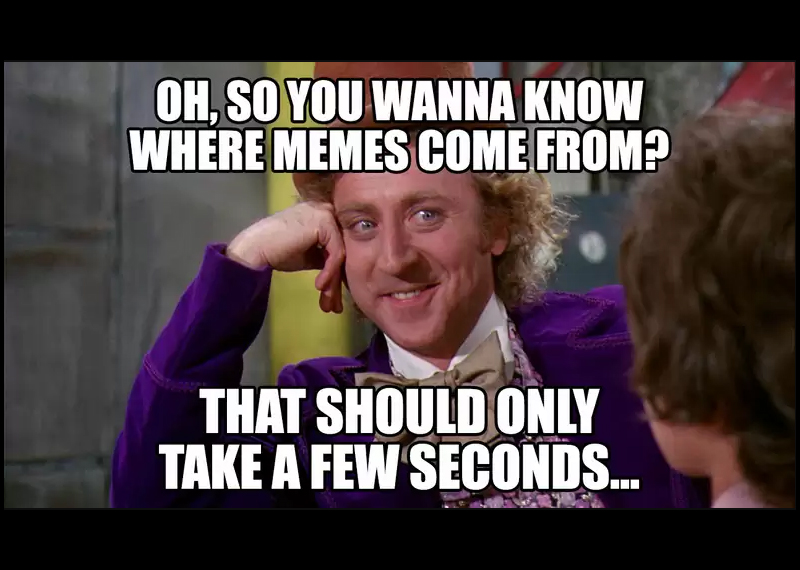 OH, SO YOU WANNA KNOW
WHERE MEMES COME FROM?
THAT SHOULD ONLY
TAKE A FEW SECONDS...